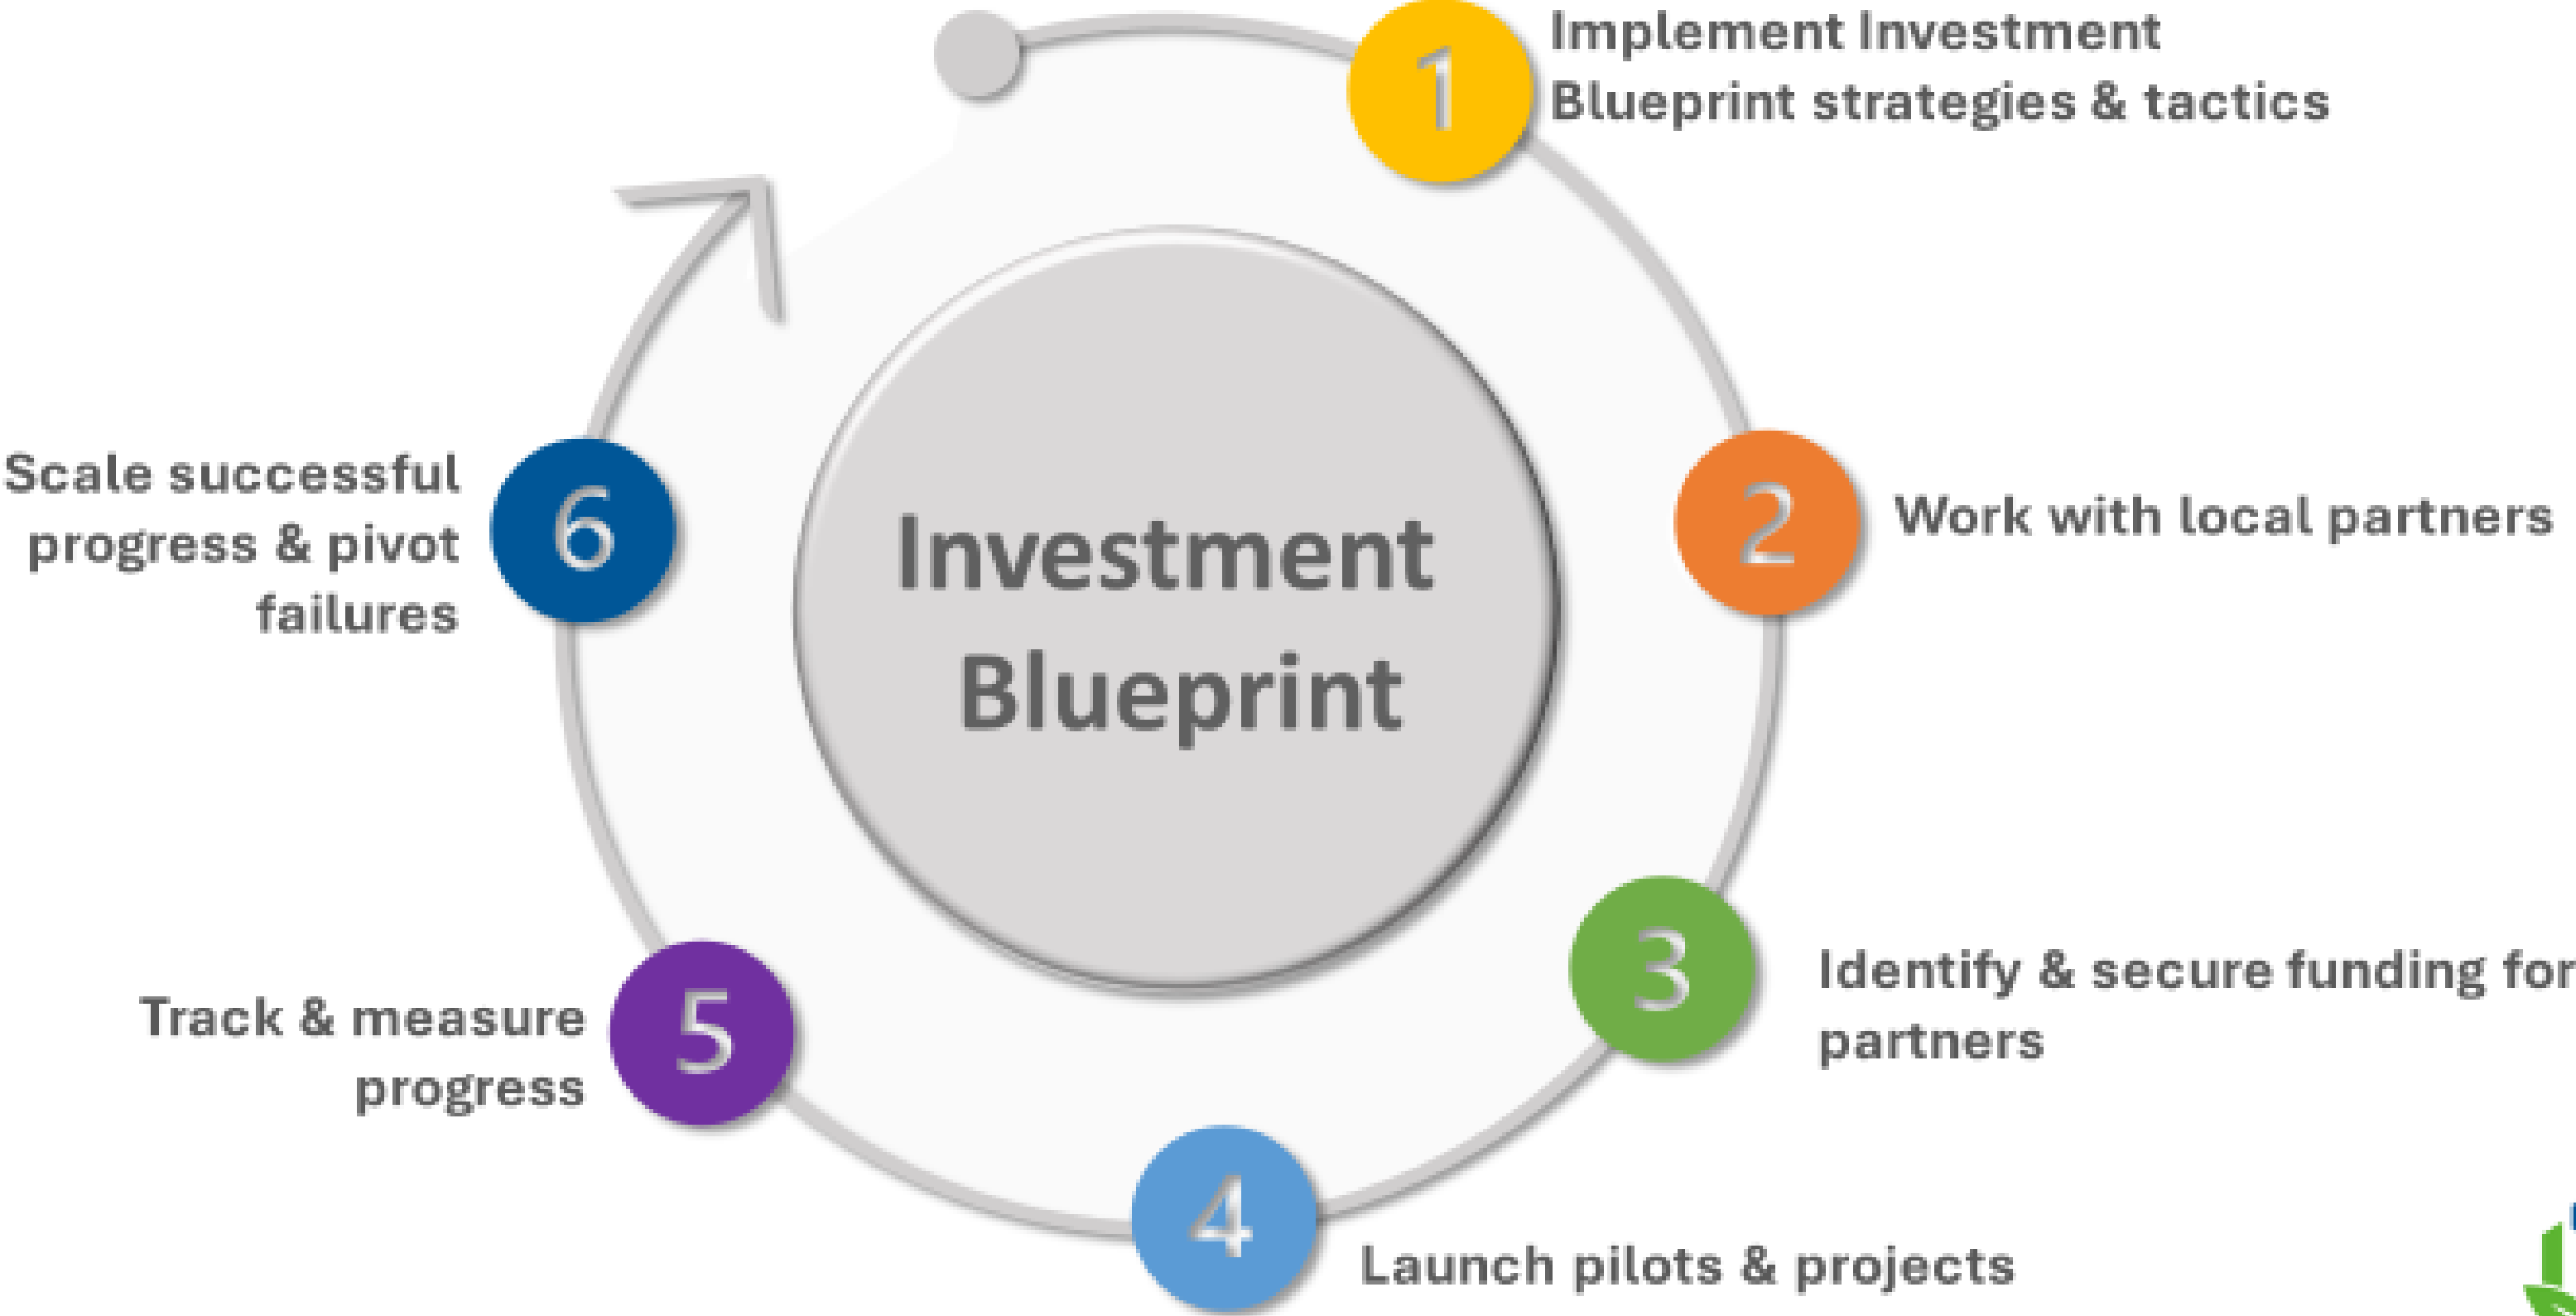 1
Implement Investment
Blueprint strategies & tactics
2
Work with local partners
3
Identify & secure funding for
partners
4
Launch pilots & projects
5
Track & measure
progress
6
Scale successful
progress & pivot
failures
Investment
Blueprint